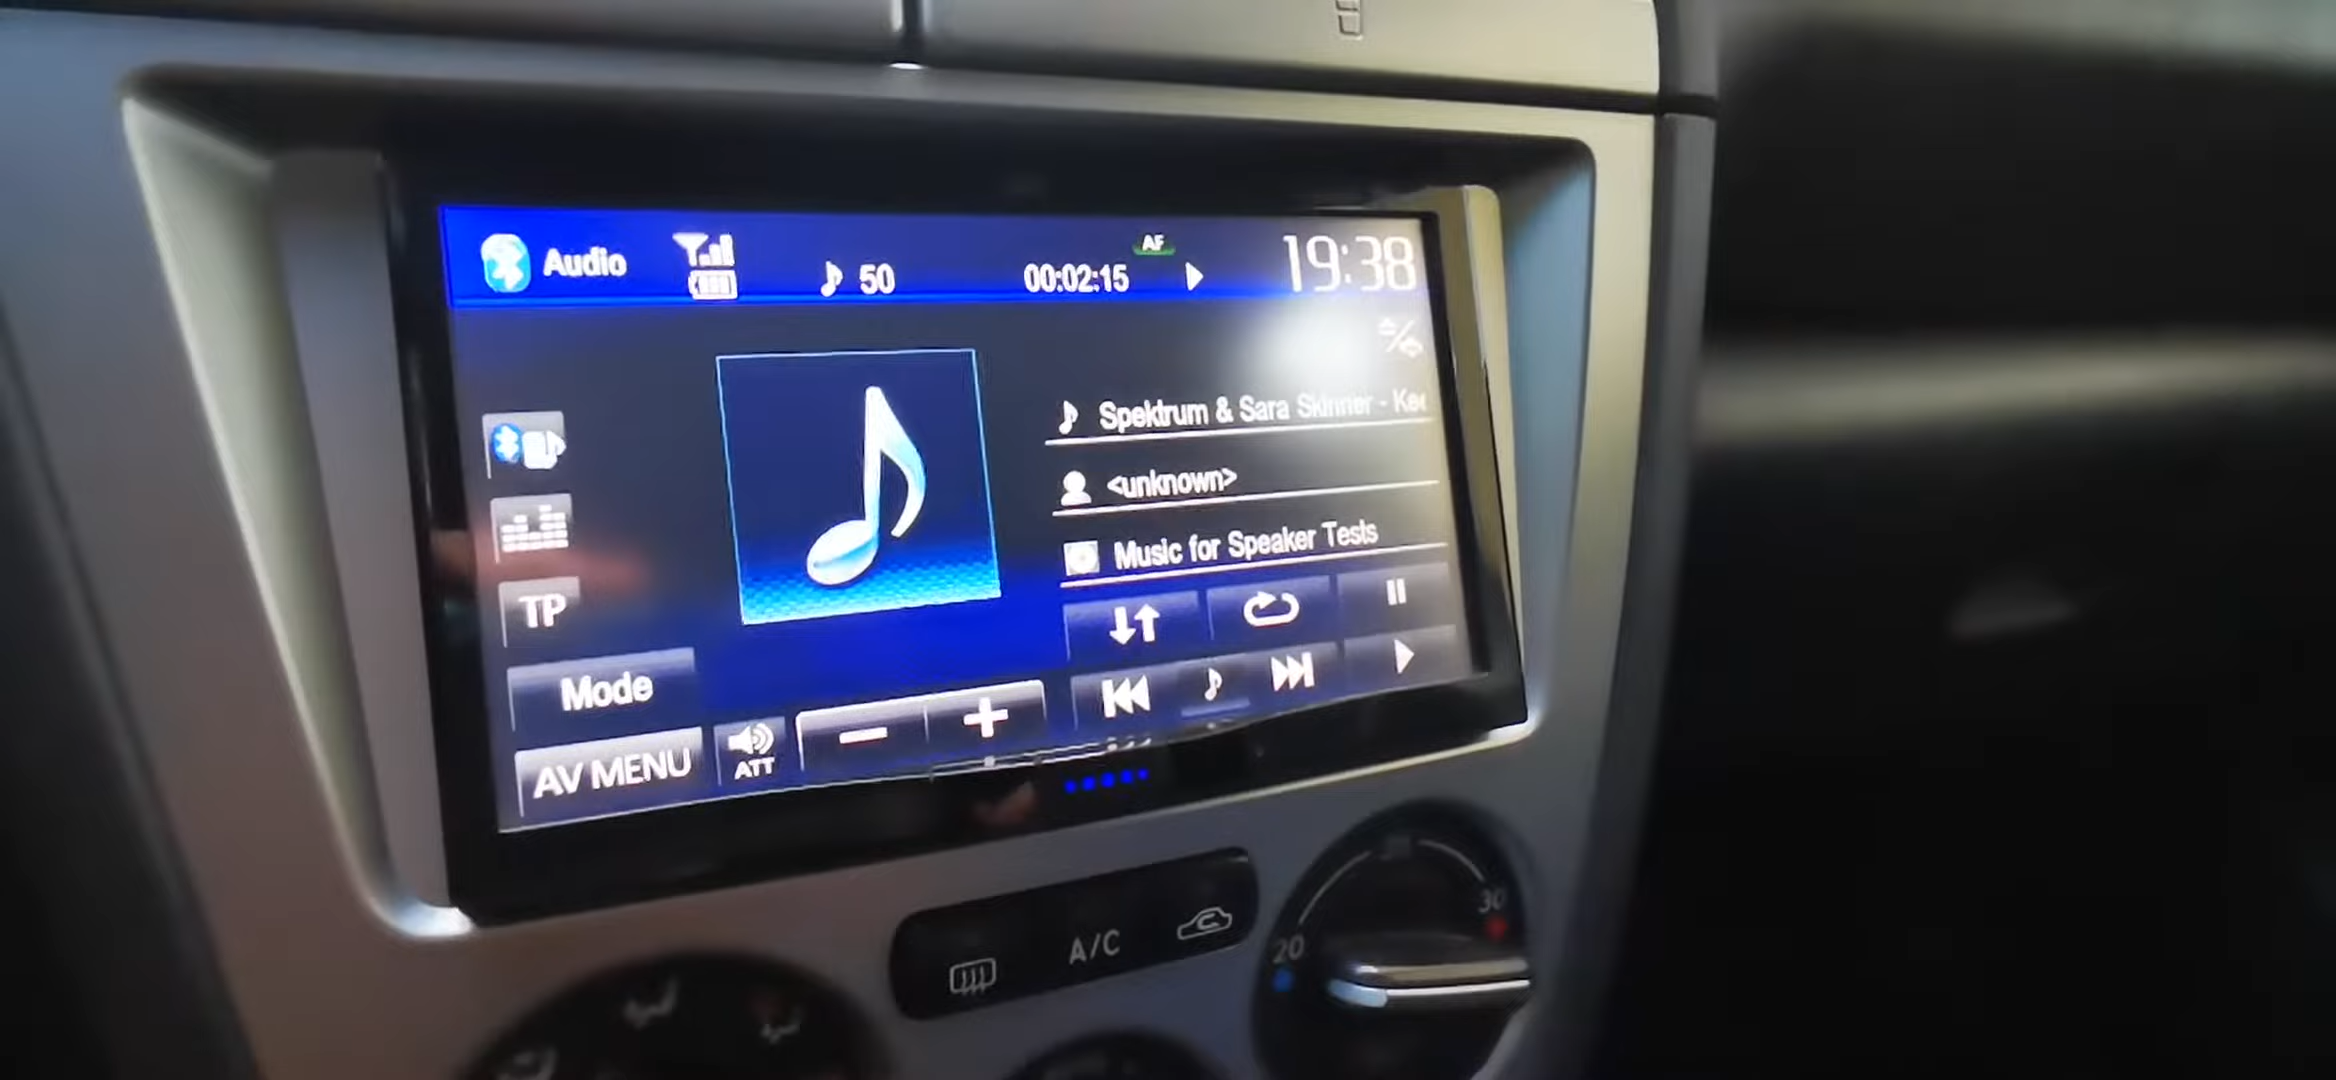 Audio
50
00:02:15
AF
19:38
Spektrum & Sara Skinner - Kee
<unknown>
Music for Speaker Tests
TP
Mode
AV MENU
ATT
A/C
20
30